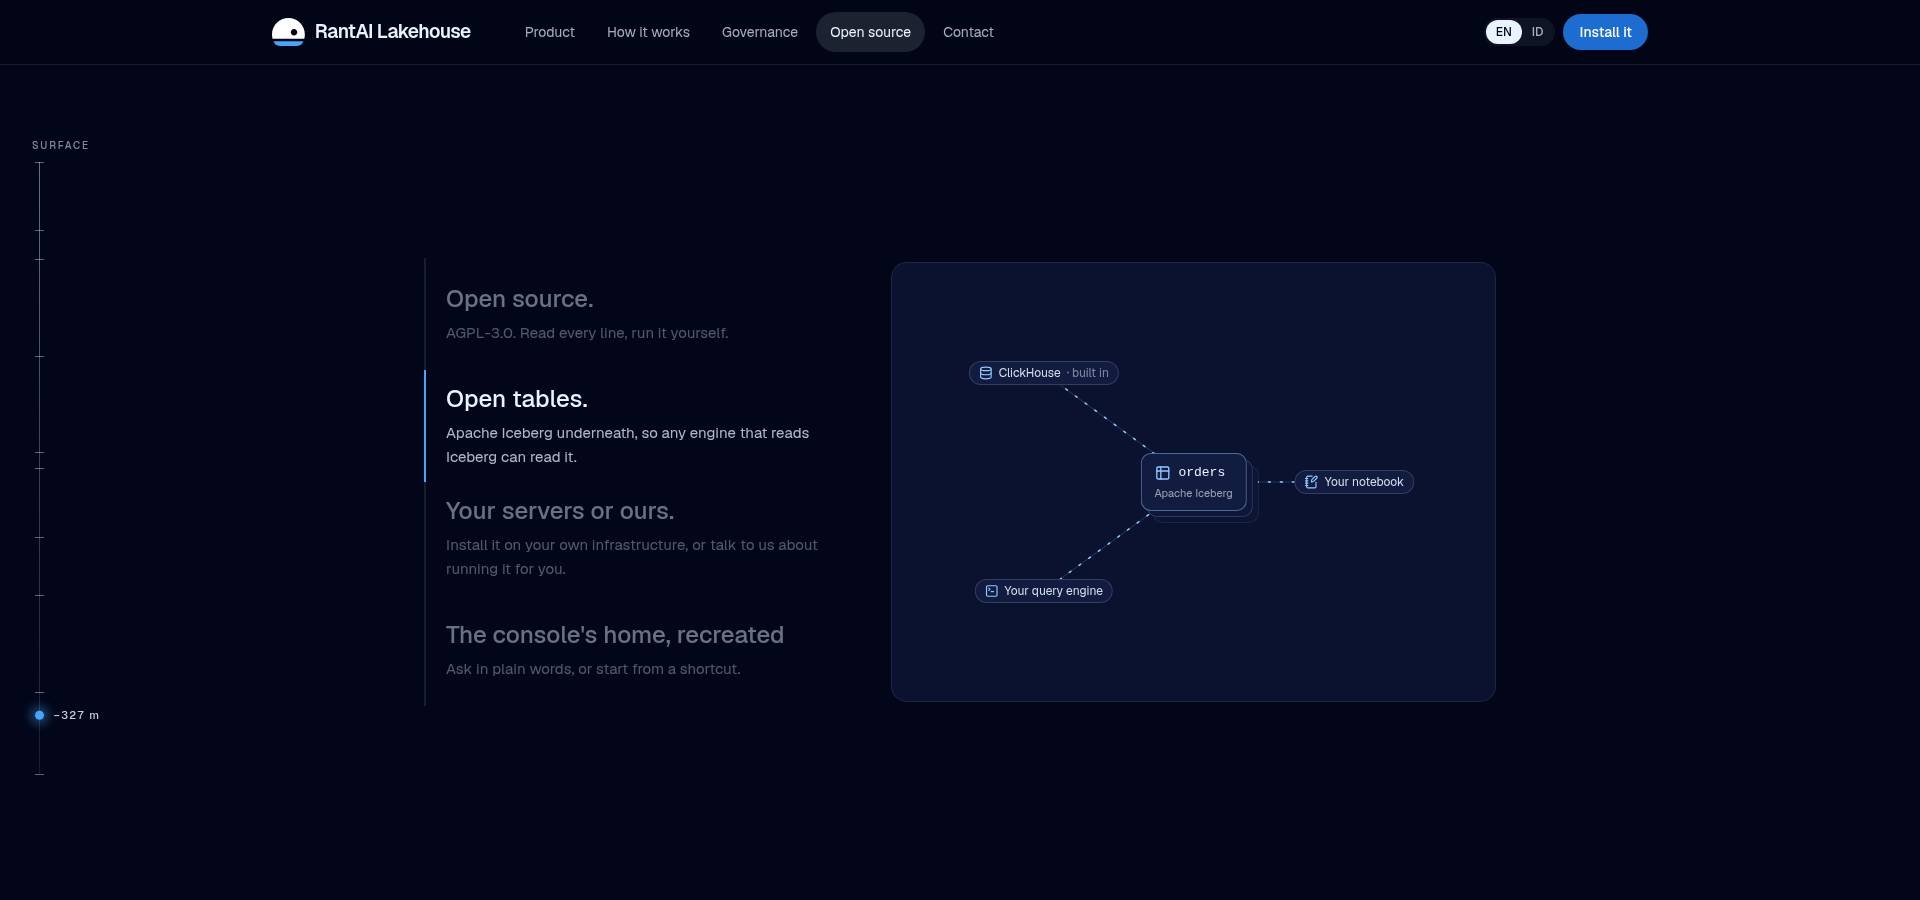 RantAI Lakehouse
Product
How it works
Governance
Open source
Contact
EN
ID
Install it
SURFACE
−327 m
Open source.
AGPL-3.0. Read every line, run it yourself.
Open tables.
Apache Iceberg underneath, so any engine that reads
Iceberg can read it.
Your servers or ours.
Install it on your own infrastructure, or talk to us about
running it for you.
The console's home, recreated
Ask in plain words, or start from a shortcut.
ClickHouse · built in
orders
Apache Iceberg
Your notebook
Your query engine